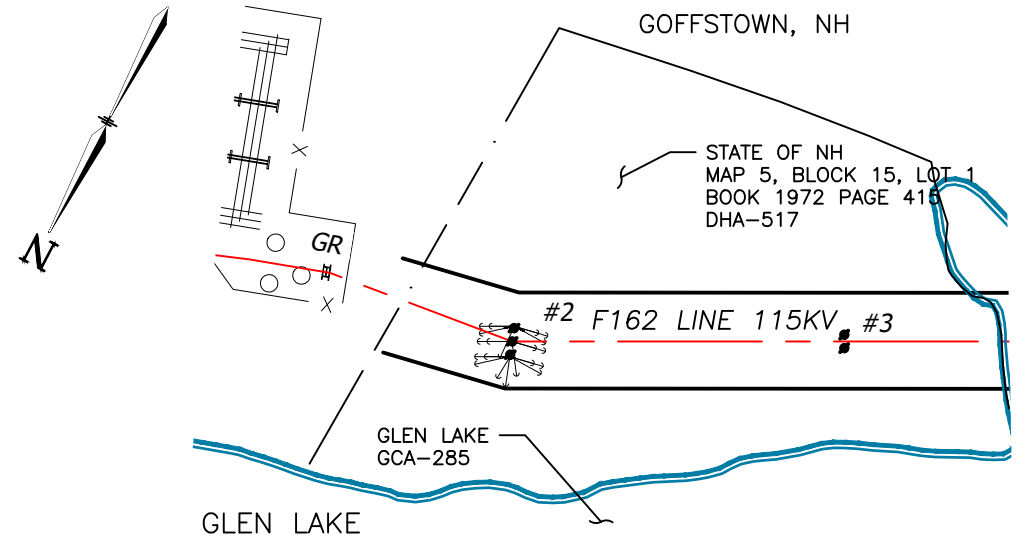 GOFFSTOWN, NH
STATE OF NH
MAP 5, BLOCK 15, LOT 1
BOOK 1972 PAGE 415
DHA-517
N
GR
#2
F162 LINE 115KV
#3
GLEN LAKE
GCA-285
GLEN LAKE